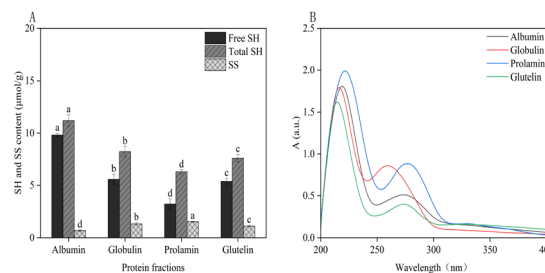 A
Free SH
Total SH
SS
SH and SS content (μmol/g)
15
10
5
0
a
a
d
b
b
b
d
c
a
c
c
c
Albumin
Globulin
Prolamin
Glutelin
Protein fractions
B
Albumin
Globulin
Prolamin
Glutelin
A (a.u.)
2.5
2.0
1.5
1.0
0.5
0.0
200
250
300
350
400
Wavelength（nm）